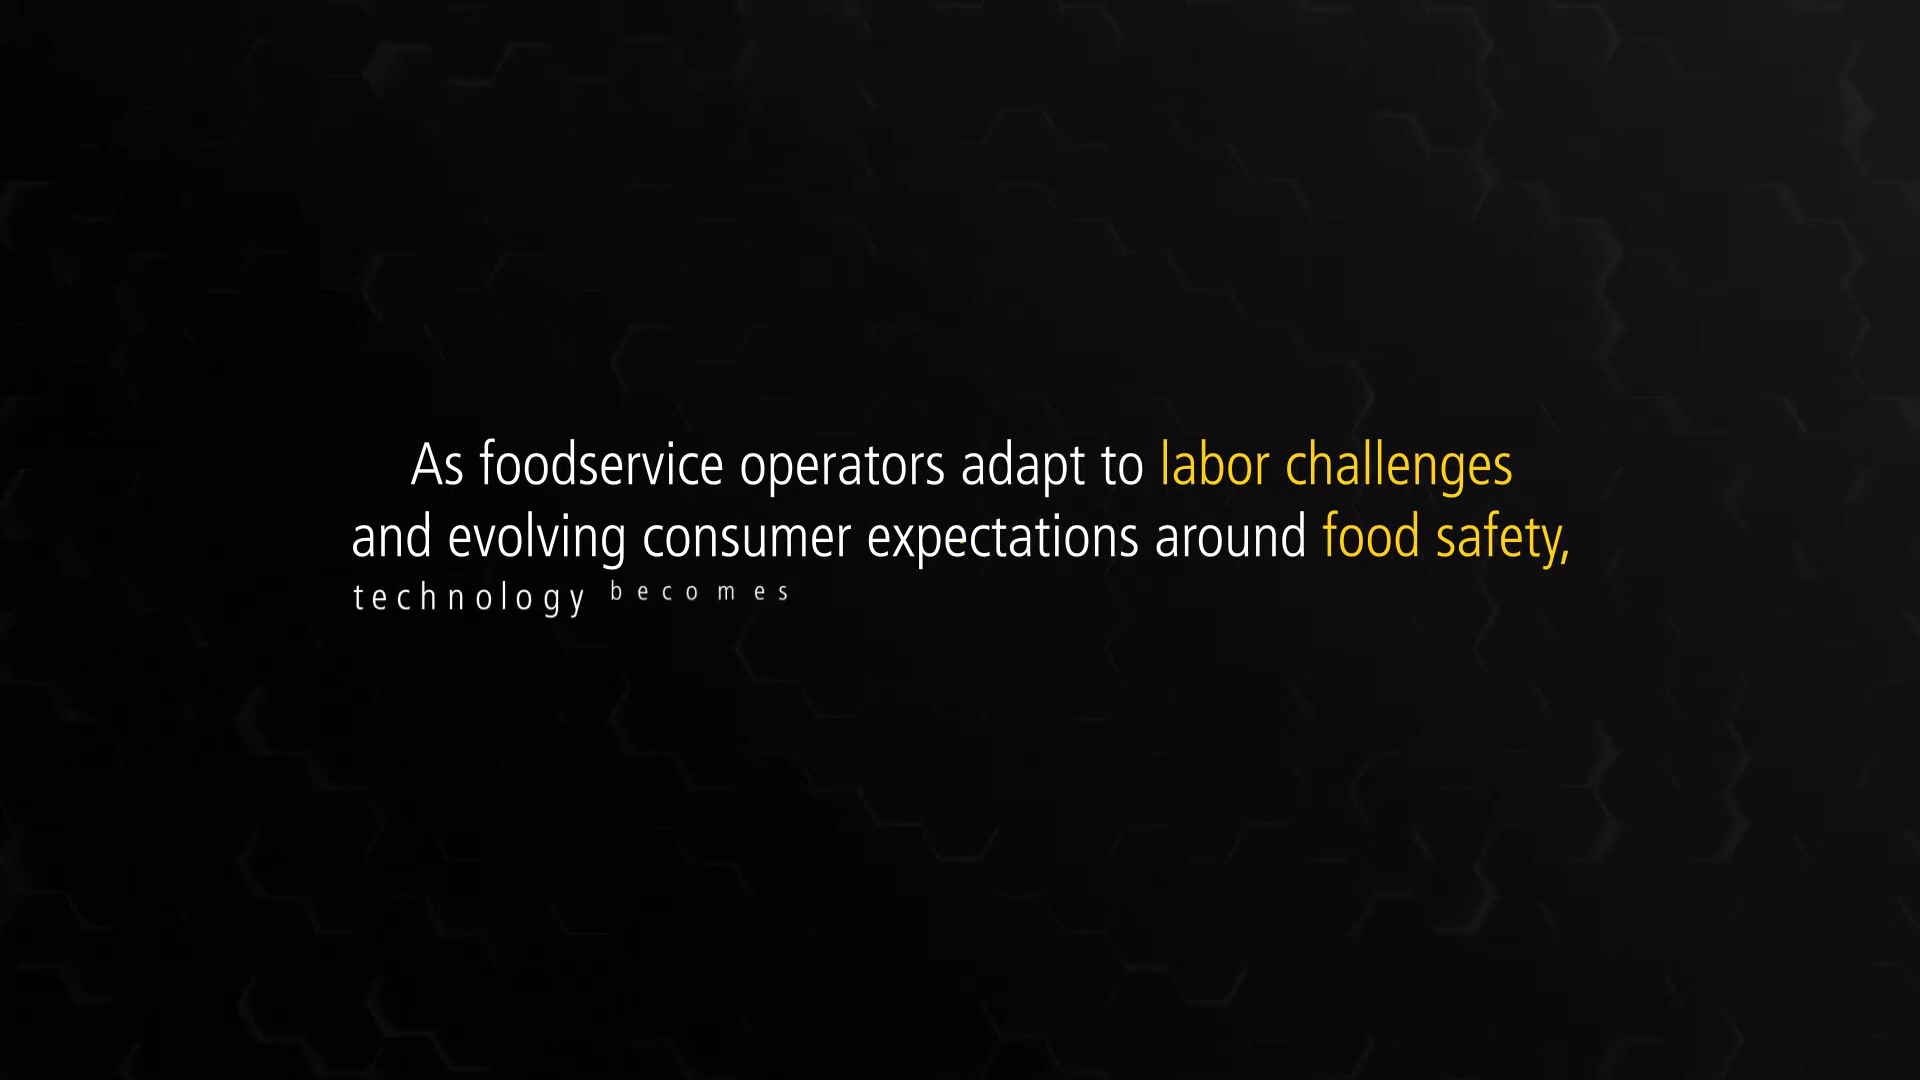 As foodservice operators adapt to labor challenges
and evolving consumer expectations around food safety,
technology becomes